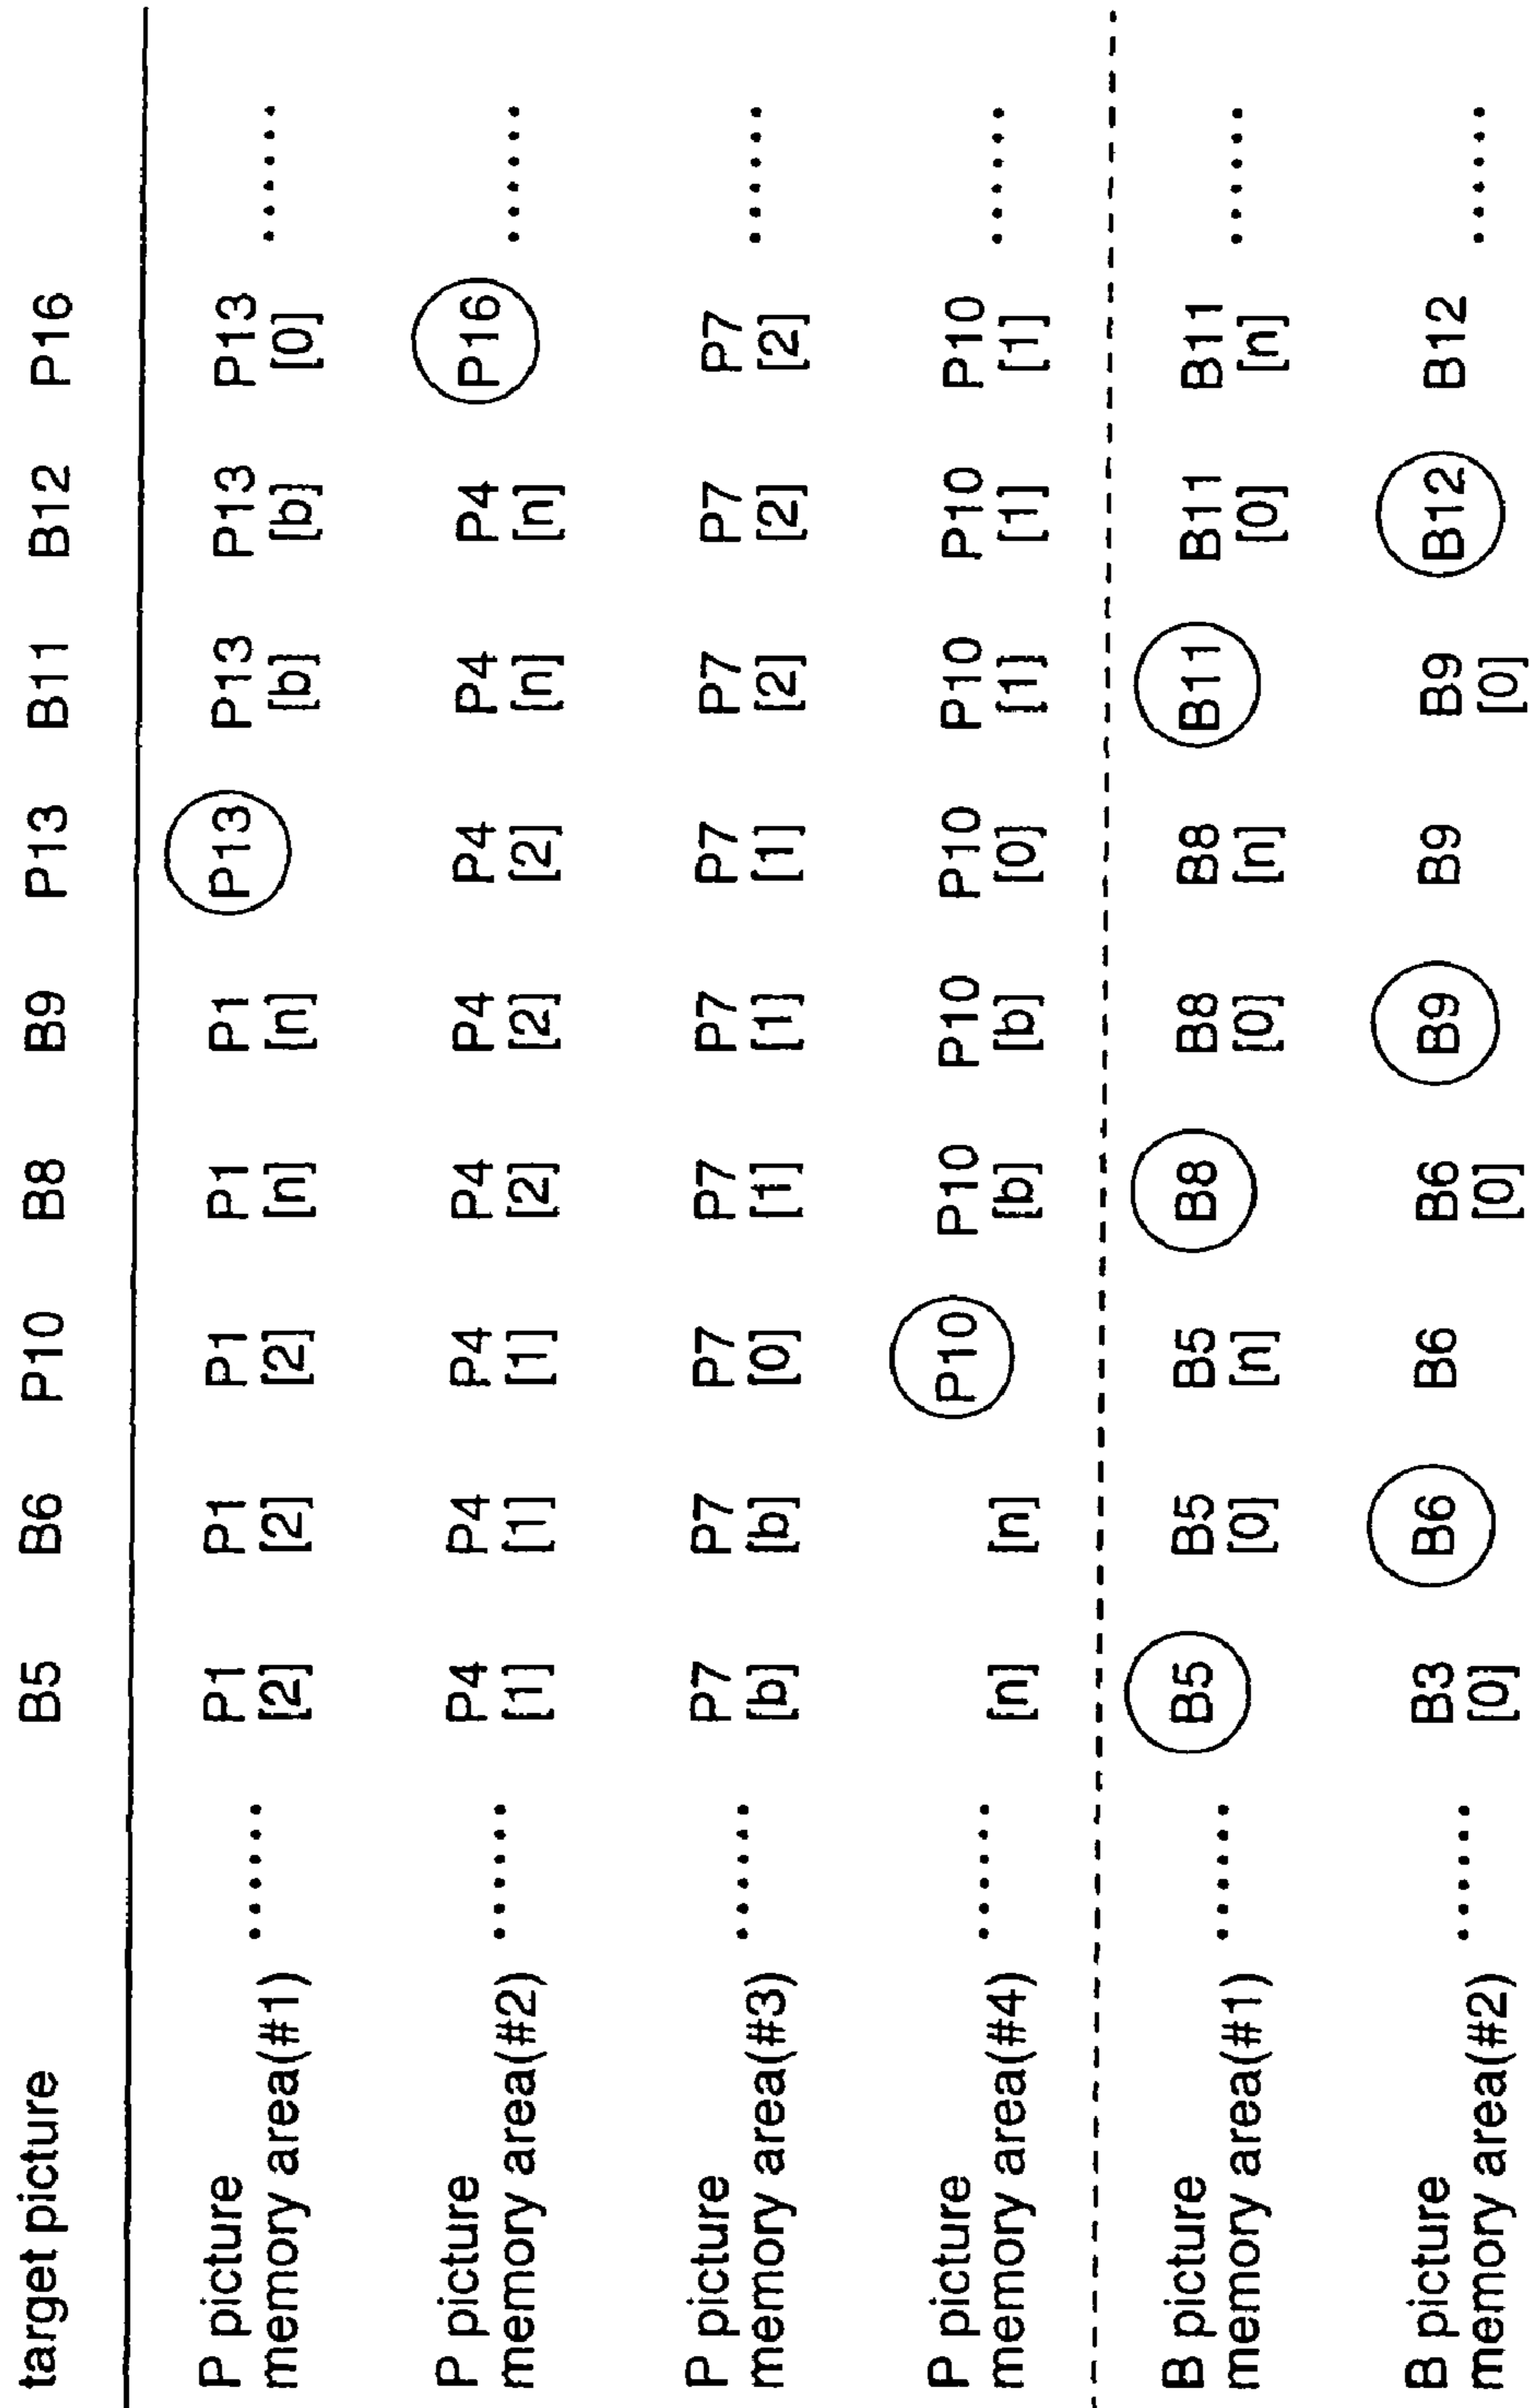 target picture B5 B6 P10 B8 B9 P13 B11 B12 P16
P picture P1 P1 P1 P1 P1 P13 P13 P13 P13
memory area(#1) ...... [2] [2] [2] [n] [n] [b] [b] [0] ......
P picture P4 P4 P4 P4 P4 P4 P4 P4 P16
memory area(#2) ...... [1] [1] [1] [2] [2] [2] [n] [n] ......
P picture P7 P7 P7 P7 P7 P7 P7 P7 P7
memory area(#3) ...... [b] [b] [0] [1] [1] [1] [2] [2] [2] ......
P picture P10 P10 P10 P10 P10 P10 P10
memory area(#4) ...... [n] [n] [b] [b] [0] [1] [1] [1] ......
B picture B5 B5 B5 B8 B8 B8 B11 B11 B11
memory area(#1) ...... [0] [n] [0] [n] [0] [n] ......
B picture B3 B6 B6 B6 B9 B9 B9 B12 B12
memory area(#2) ...... [0] [0] [0] ......